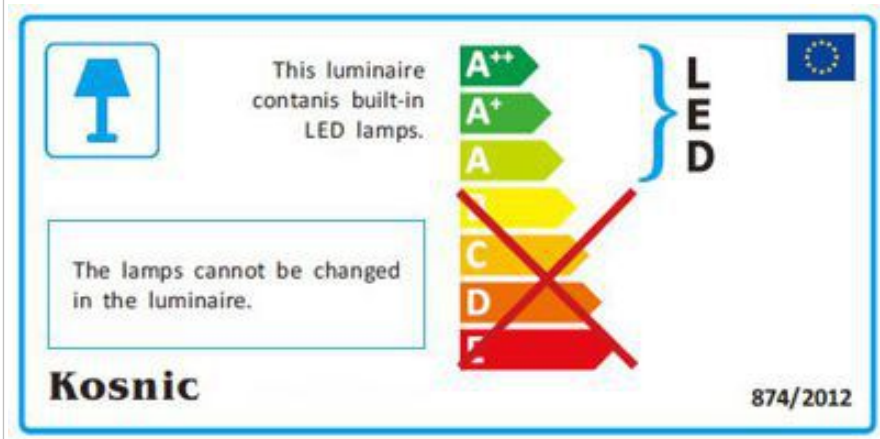 This luminaire
contanis built-in
LED lamps.
A++
A+
A
B
C
D
E
L
E
D
The lamps cannot be changed
in the luminaire.
Kosnic
874/2012